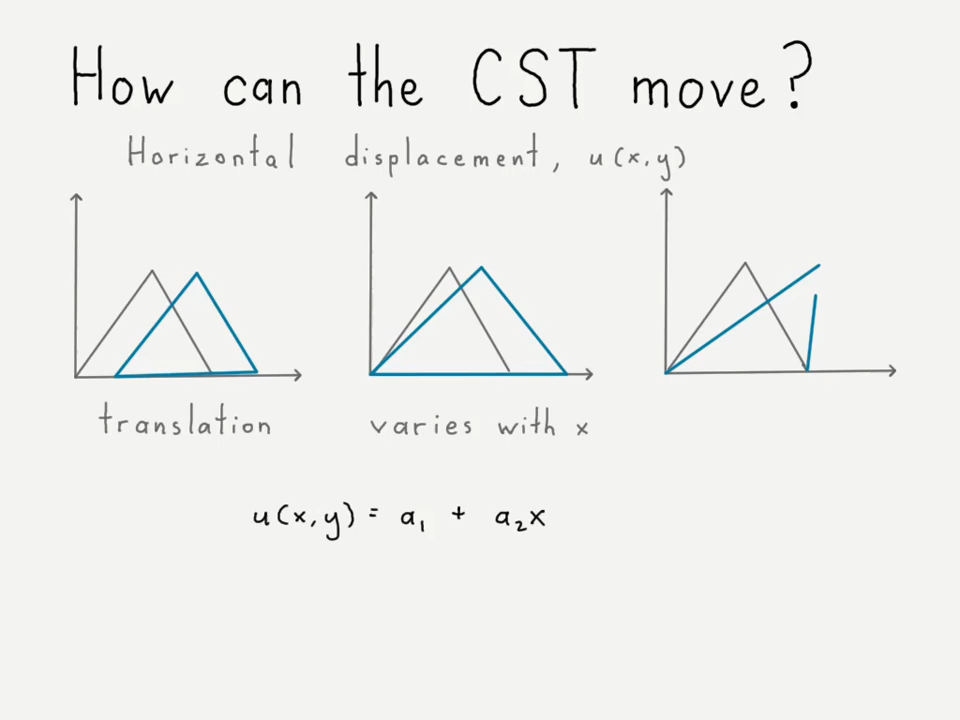 How can the CST move?
Horizontal displacement, u(x,y)
translation
varies with x
u(x,y) = a₁ + a₂x